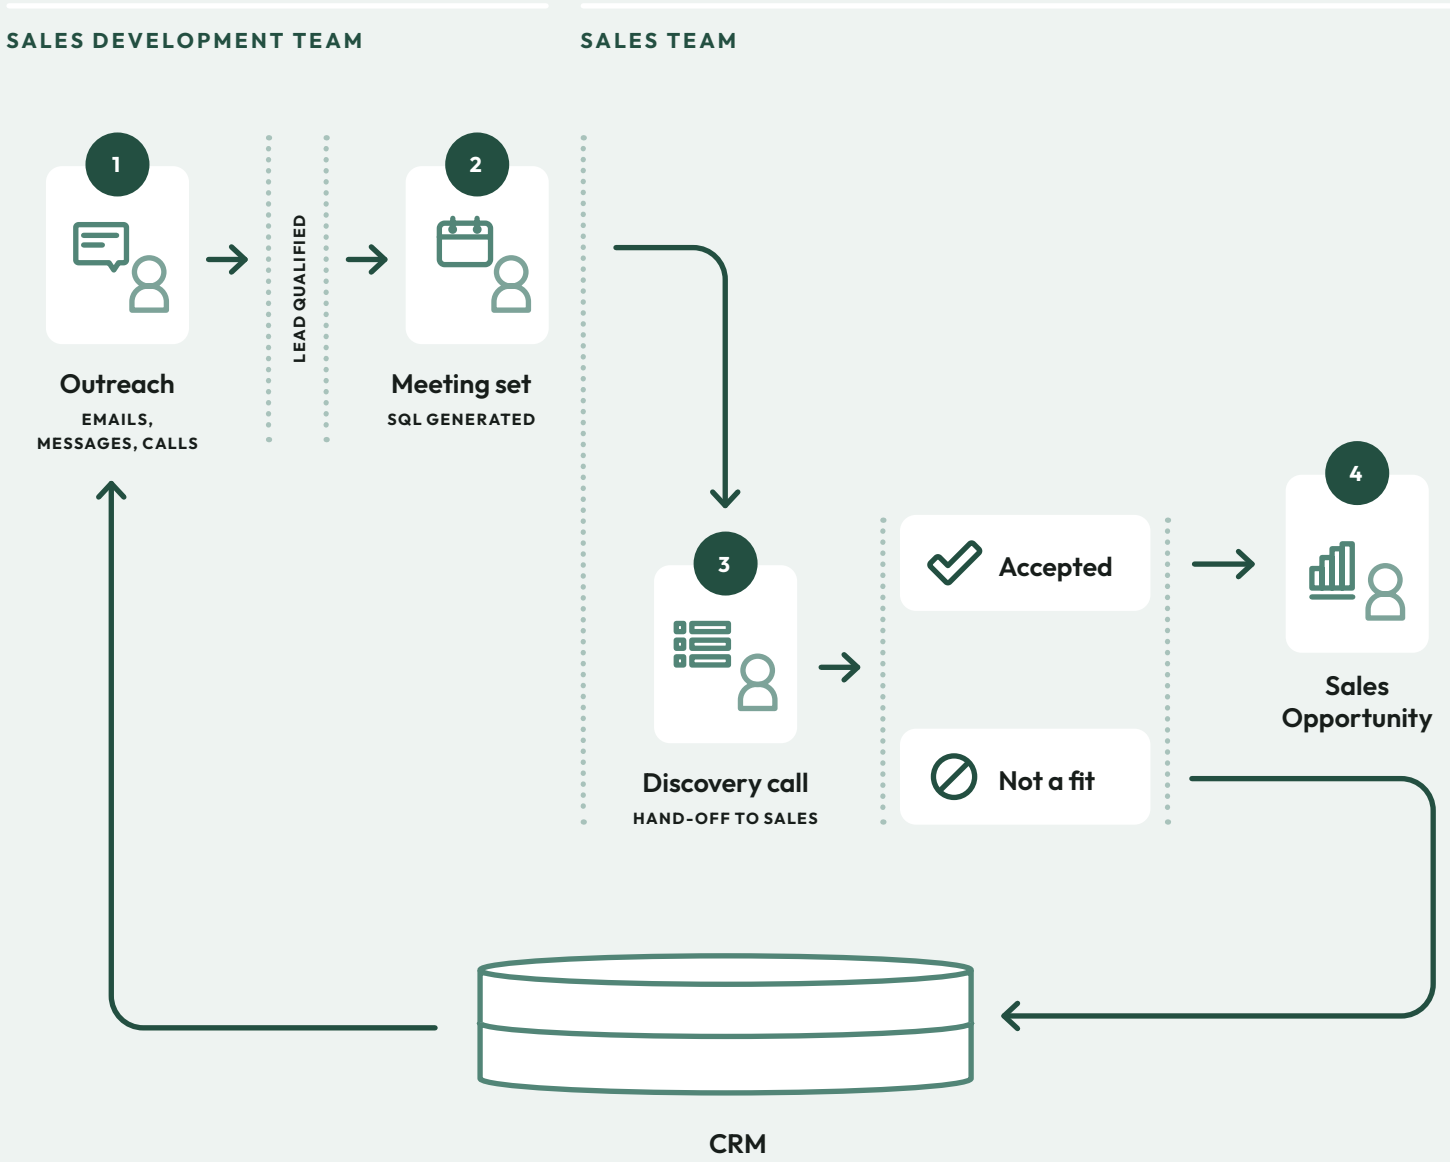 SALES DEVELOPMENT TEAM
SALES TEAM
1
2
LEAD QUALIFIED
Outreach
EMAILS,
MESSAGES, CALLS
Meeting set
SQL GENERATED
3
Discovery call
HAND-OFF TO SALES
Accepted
Not a fit
4
Sales
Opportunity
CRM